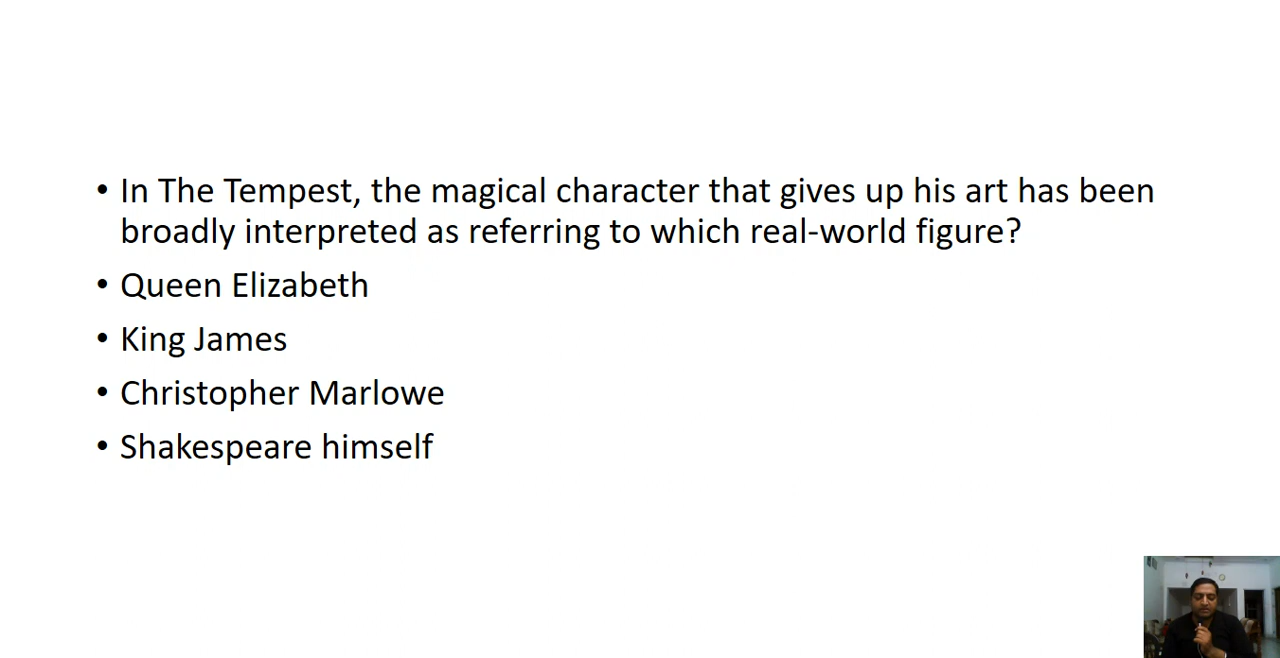 • In The Tempest, the magical character that gives up his art has been
broadly interpreted as referring to which real-world figure?
• Queen Elizabeth
• King James
• Christopher Marlowe
• Shakespeare himself